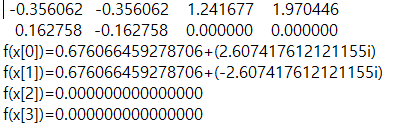 -0.356062 -0.356062 1.241677 1.970446
0.162758 -0.162758 0.000000 0.000000
f(x[0])=0.676066459278706+(2.607417612121155i)
f(x[1])=0.676066459278706+(-2.607417612121155i)
f(x[2])=0.000000000000000
f(x[3])=0.000000000000000